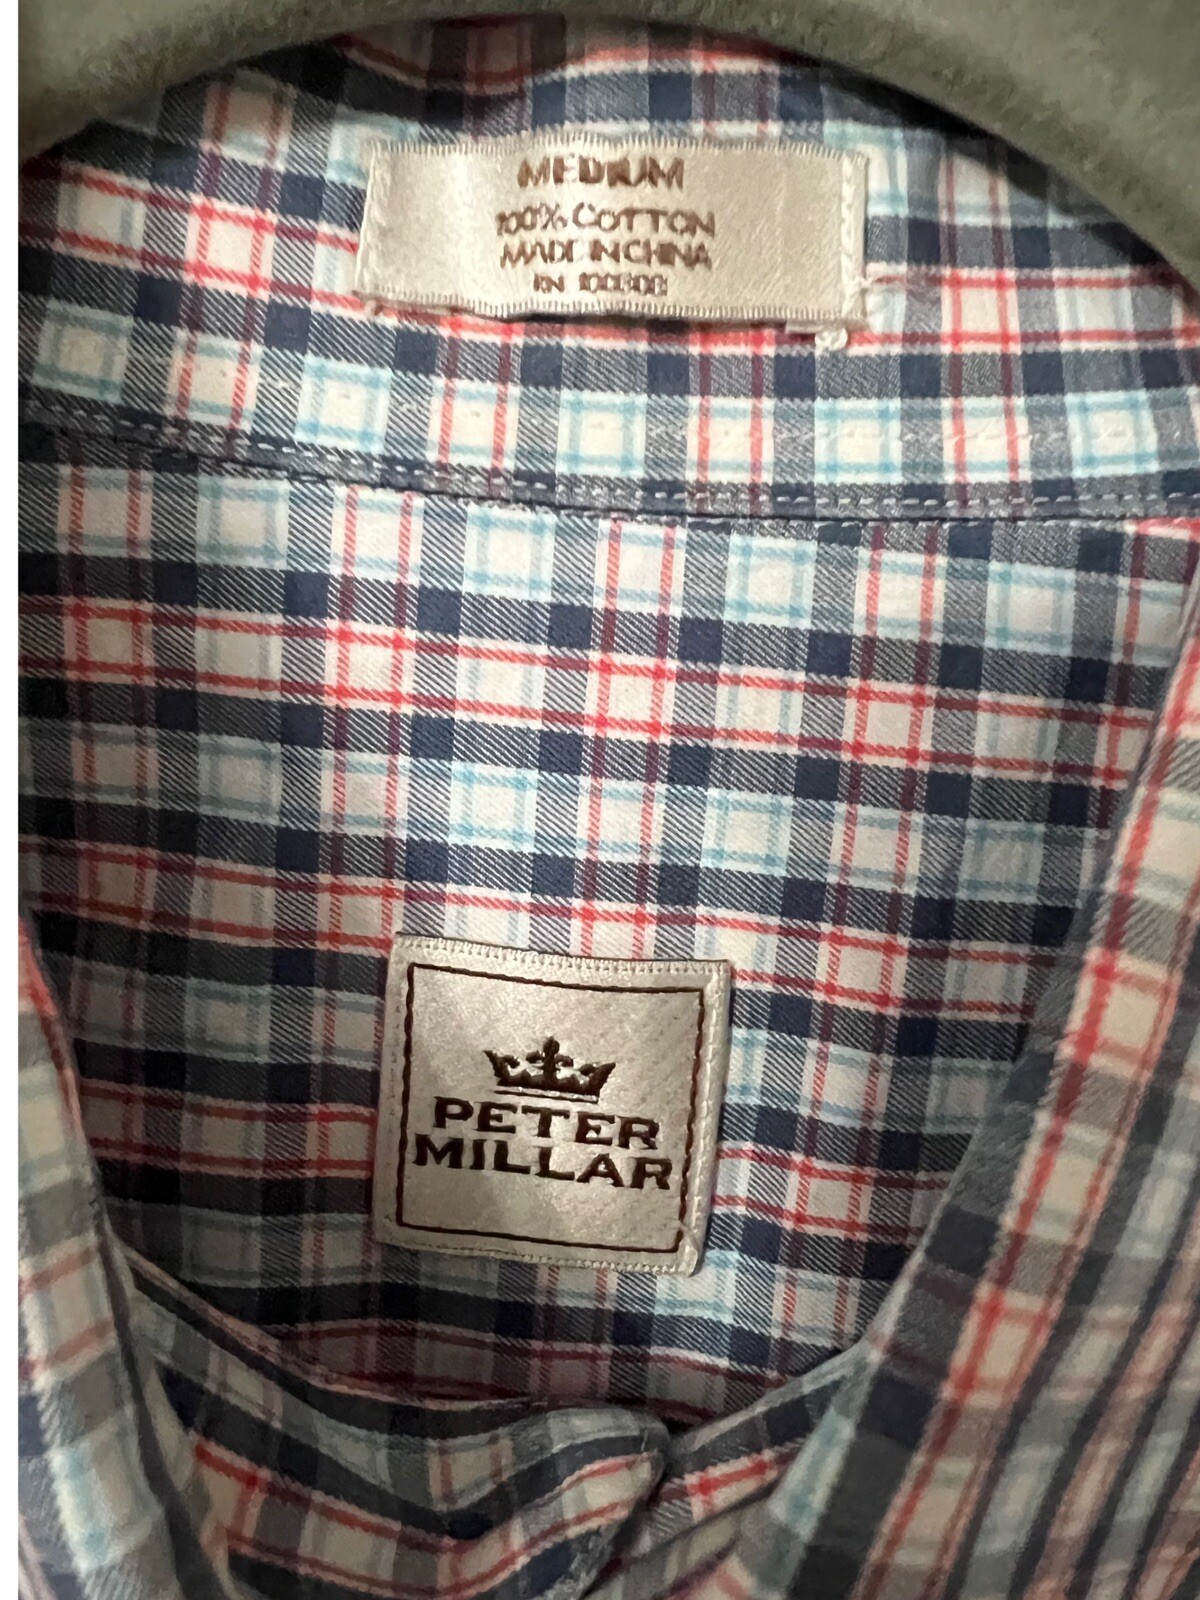 MEDIUM
100% COTTON
MADE IN CHINA
RN
PETER
MILLAR